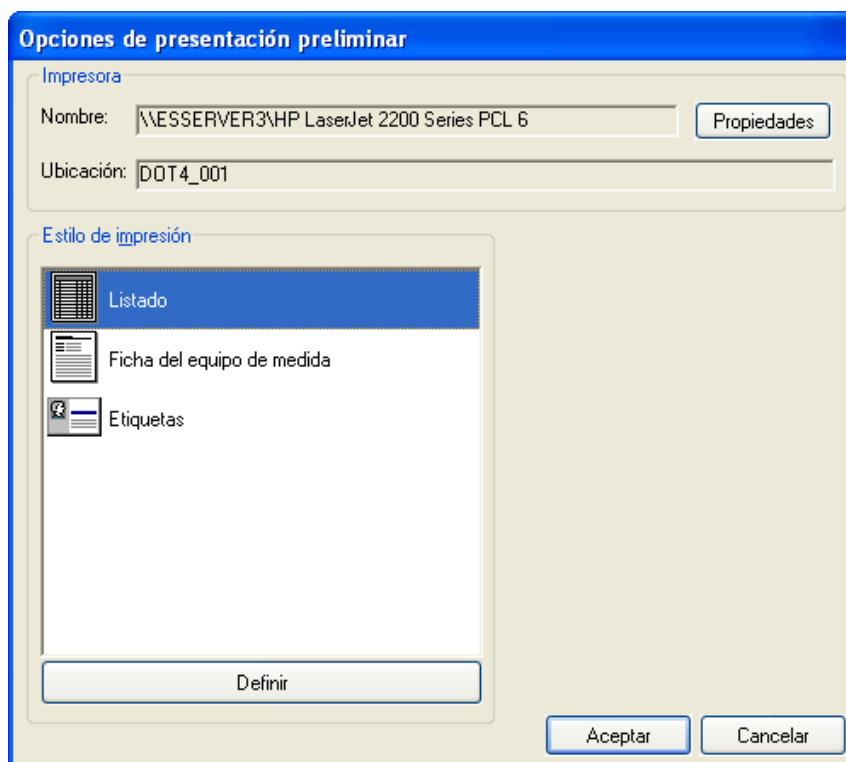 Opciones de presentación preliminar
Impresora
Nombre: \\ESSERVER3\HP LaserJet 2200 Series PCL 6 Propiedades
Ubicación: DOT4_001
Estilo de impresión
Listado
Ficha del equipo de medida
Etiquetas
Definir
Aceptar Cancelar